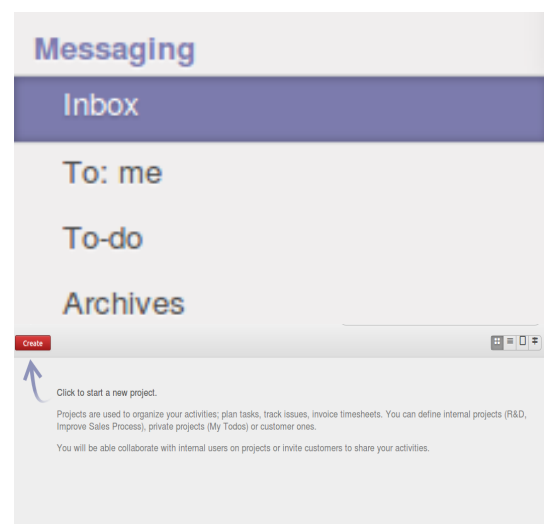 Messaging
Inbox
To: me
To-do
Archives
Create
Click to start a new project.
Projects are used to organize your activities; plan tasks, track issues, invoice timesheets. You can define internal projects (R&D,
Improve Sales Process), private projects (My Todos) or customer ones.
You will be able collaborate with internal users on projects or invite customers to share your activities.